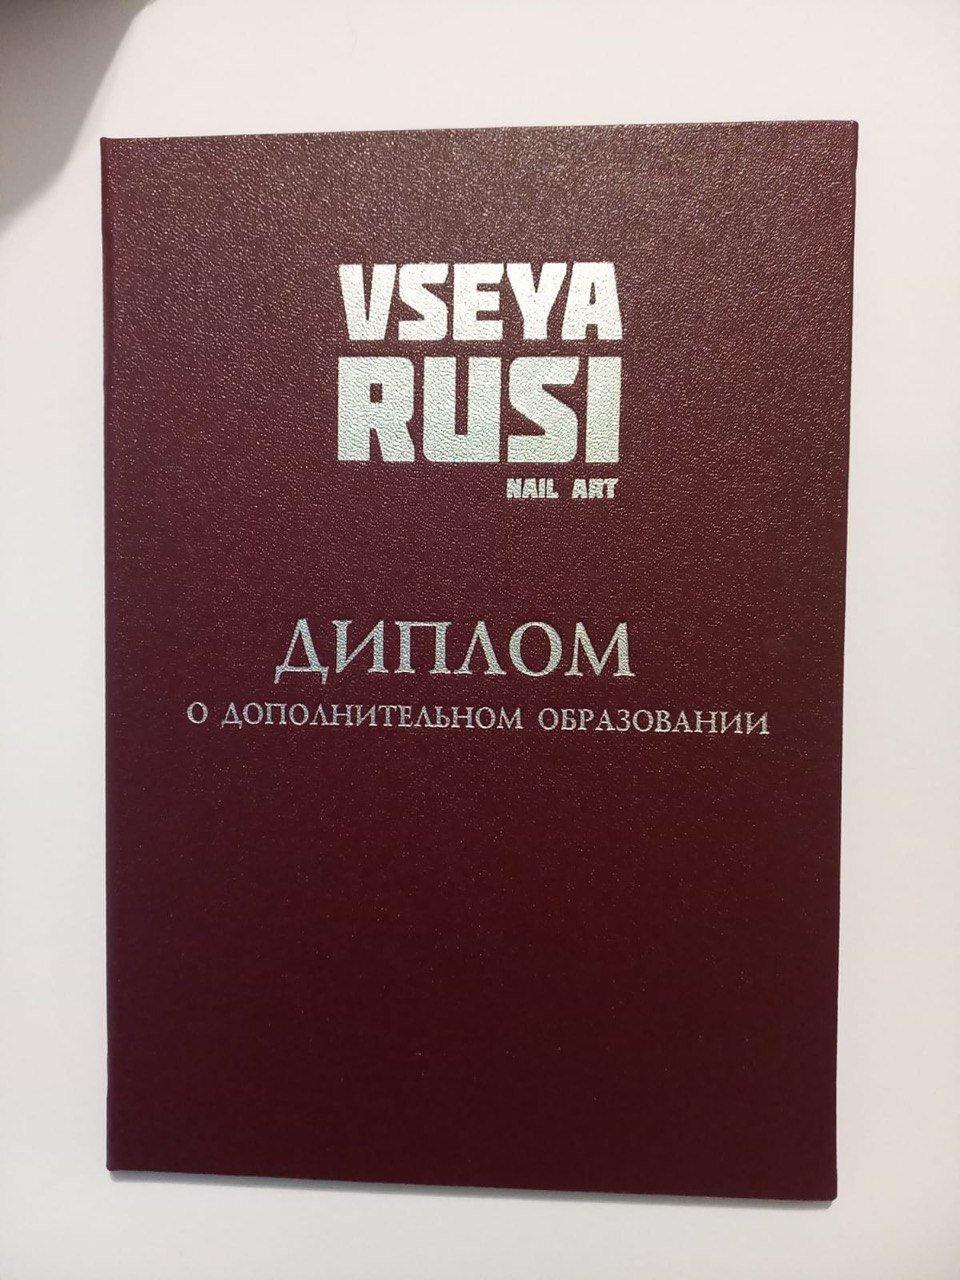 VSEYA
RUSI
NAIL ART
ДИПЛОМ
О ДОПОЛНИТЕЛЬНОМ ОБРАЗОВАНИИ